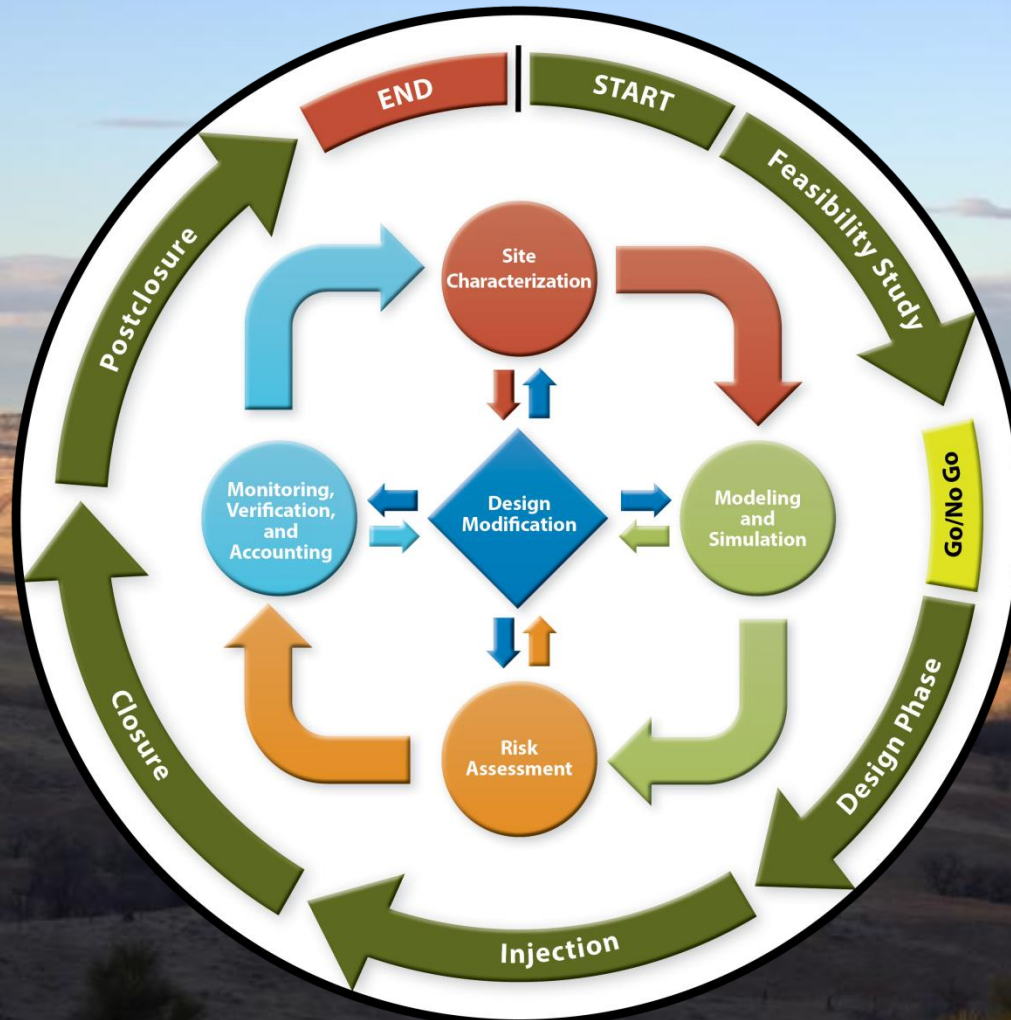 END
START
Feasibility Study
Go/No Go
Design Phase
Injection
Closure
Postclosure
Site
Characterization
Modeling
and
Simulation
Risk
Assessment
Monitoring,
Verification,
and
Accounting
Design
Modification